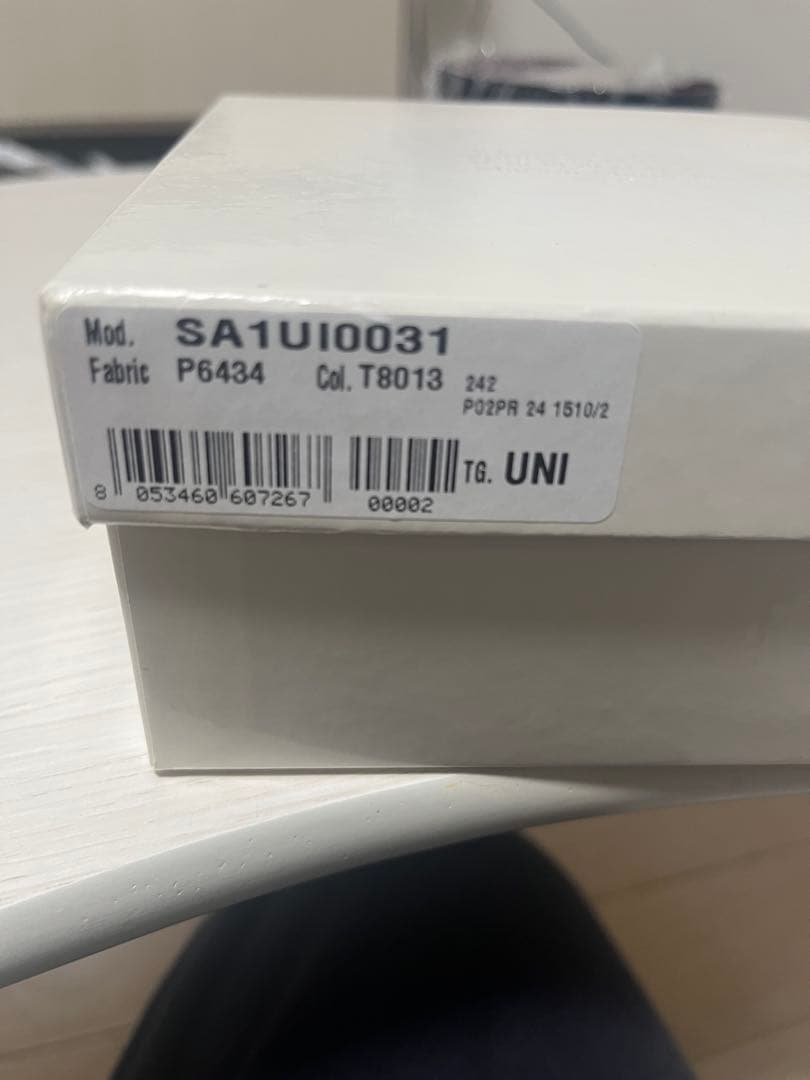 Mod. SA1UI0031
Fabric P6434 Col. T8013 242
P02PR 24 1510/2
TG. UNI
8 053460 607267 00002